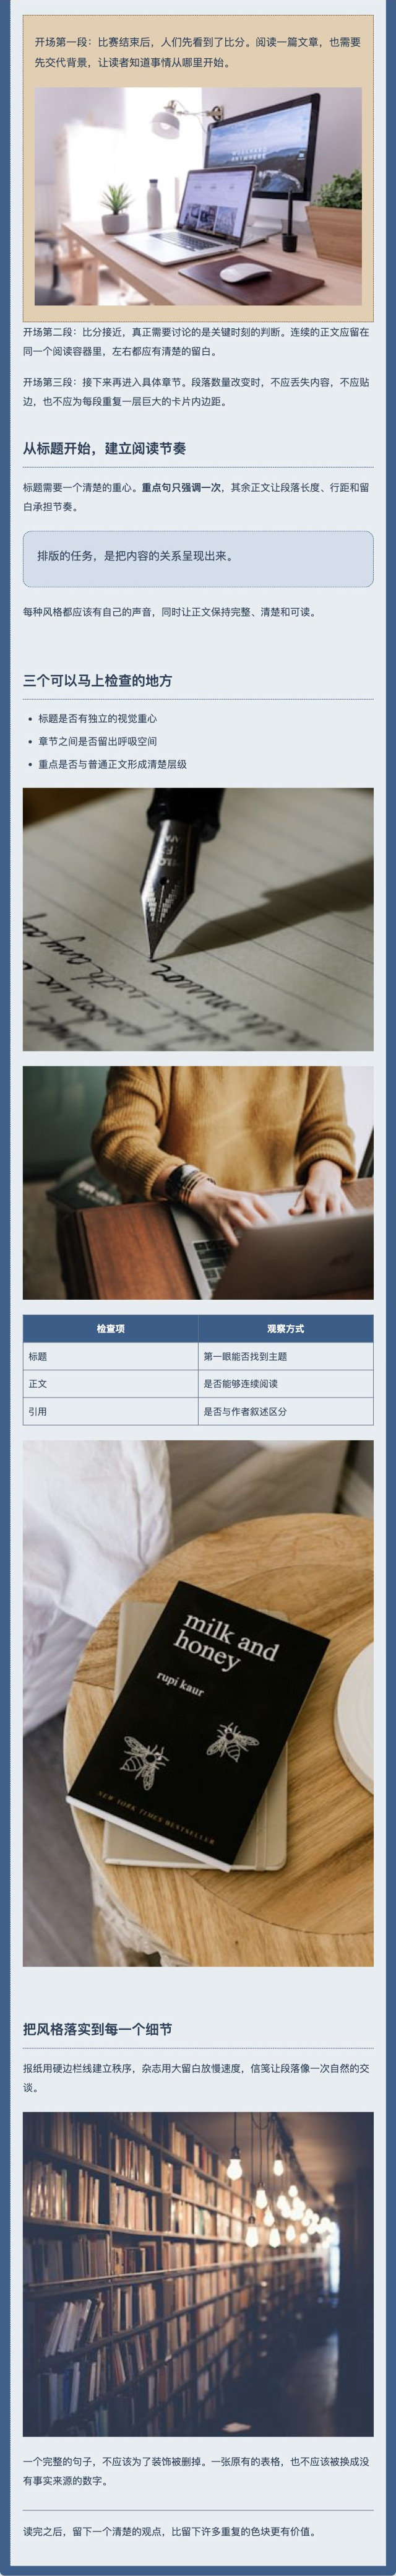 开场第一段：比赛结束后，人们先看到了比分。阅读一篇文章，也需要
先交代背景，让读者知道事情从哪里开始。
开场第二段：比分接近，真正需要讨论的是关键时刻的判断。连续的正文应留在
同一个阅读容器里，左右都应有清楚的留白。
开场第三段：接下来再进入具体章节。段落数量改变时，不应丢失内容，不应贴
边，也不应为每段重复一层巨大的卡片内边距。
从标题开始，建立阅读节奏
标题需要一个清楚的重心。重点句只强调一次，其余正文让段落长度、行距和留
白承担节奏。
排版的任务，是把内容的关系呈现出来。
每种风格都应该有自己的声音，同时让正文保持完整、清楚和可读。
三个可以马上检查的地方
• 标题是否有独立的视觉重心
• 章节之间是否留出呼吸空间
• 重点是否与普通正文形成清楚层级
检查项 观察方式
标题 第一眼能否找到主题
正文 是否能够连续阅读
引用 是否与作者叙述区分
milk and
honey
rupi kaur
NEW YORK TIMES BESTSELLER
把风格落实到每一个细节
报纸用硬边栏线建立秩序，杂志用大留白放慢速度，信笺让段落像一次自然的交
谈。
一个完整的句子，不应该为了装饰被删掉。一张原有的表格，也不应该被换成没
有事实来源的数字。
读完之后，留下一个清楚的观点，比留下许多重复的色块更有价值。